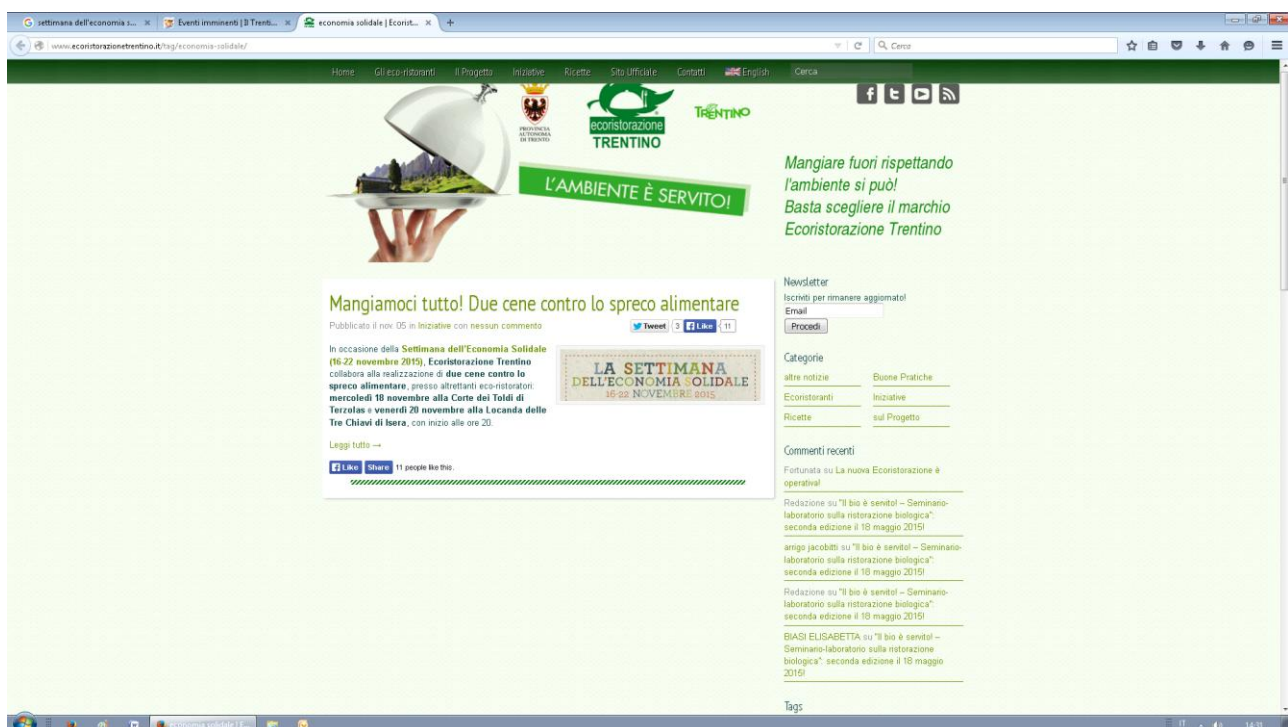 settimana dell'economia s...
Eventi imminenti | Il Trenti...
economia solidale | Ecorist...
www.ecoristorazionetrentino.it/tag/economia-solidale/
Cerca
Home Gli eco-ristoranti Il Progetto Iniziative Ricette Sito Ufficiale Contatti English Cerca
PROVINCIA
AUTONOMA
DI TRENTO
ecoristorazione
TRENTINO
TRENTINO
L'AMBIENTE È SERVITO!
Mangiare fuori rispettando
l'ambiente si può!
Basta scegliere il marchio
Ecoristorazione Trentino
Mangiamoci tutto! Due cene contro lo spreco alimentare
Pubblicato il nov. 05 in Iniziative con nessun commento
Tweet 3 Like 11
In occasione della Settimana dell'Economia Solidale
(16-22 novembre 2015), Ecoristorazione Trentino
collabora alla realizzazione di due cene contro lo
spreco alimentare, presso altrettanti eco-ristoratori:
mercoledì 18 novembre alla Corte dei Toldi di
Terzolas e venerdì 20 novembre alla Locanda delle
Tre Chiavi di Isera, con inizio alle ore 20.
LA SETTIMANA
DELL'ECONOMIA SOLIDALE
16-22 NOVEMBRE 2015
Leggi tutto →
Like Share 11 people like this.
Newsletter
Iscriviti per rimanere aggiornato!
Email
Procedi
Categorie
altre notizie Buone Pratiche
Ecoristoranti Iniziative
Ricette sul Progetto
Commenti recenti
Fortunata su La nuova Ecoristorazione è
operativa!
Redazione su "Il bio è servito! – Seminario-
laboratorio sulla ristorazione biologica":
seconda edizione il 18 maggio 2015!
arrigo jacobitti su "Il bio è servito! – Seminario-
laboratorio sulla ristorazione biologica":
seconda edizione il 18 maggio 2015!
Redazione su "Il bio è servito! – Seminario-
laboratorio sulla ristorazione biologica":
seconda edizione il 18 maggio 2015!
BIASI ELISABETTA su "Il bio è servito! –
Seminario-laboratorio sulla ristorazione
biologica": seconda edizione il 18 maggio
2015!
Tags
economia solidale | E...
IT
14:31